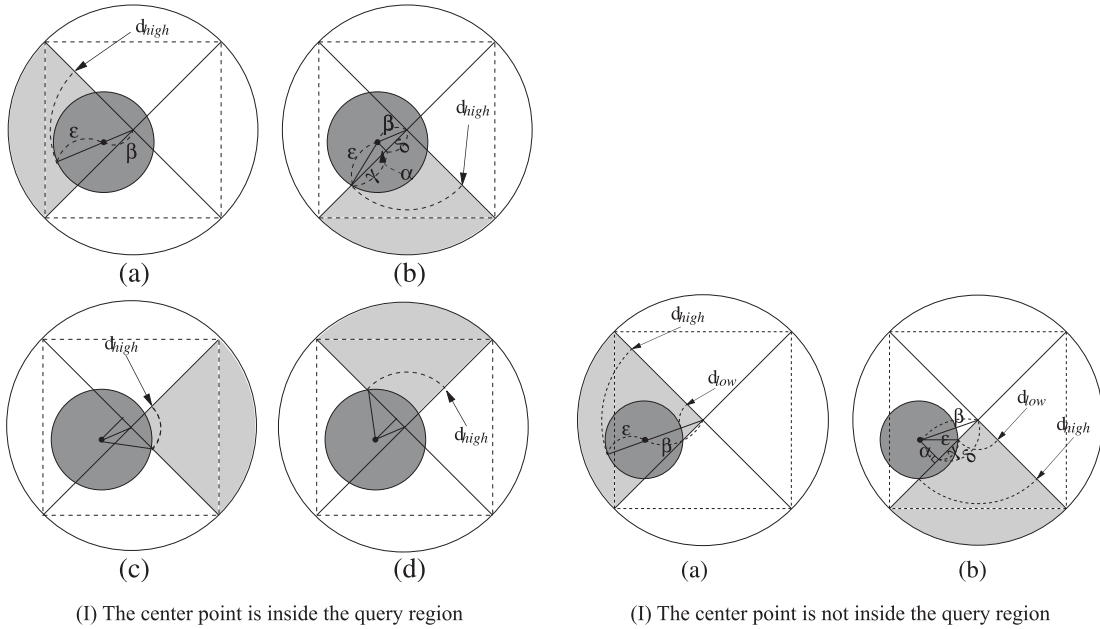 d_high
ε
β
(a)
β
d_high
ε
δ
γ
α
(b)
d_high
(c)
d_high
(d)
(I) The center point is inside the query region
d_high
d_low
ε
β
(a)
β
d_low
d_high
ε
α
γ
δ
(b)
(I) The center point is not inside the query region